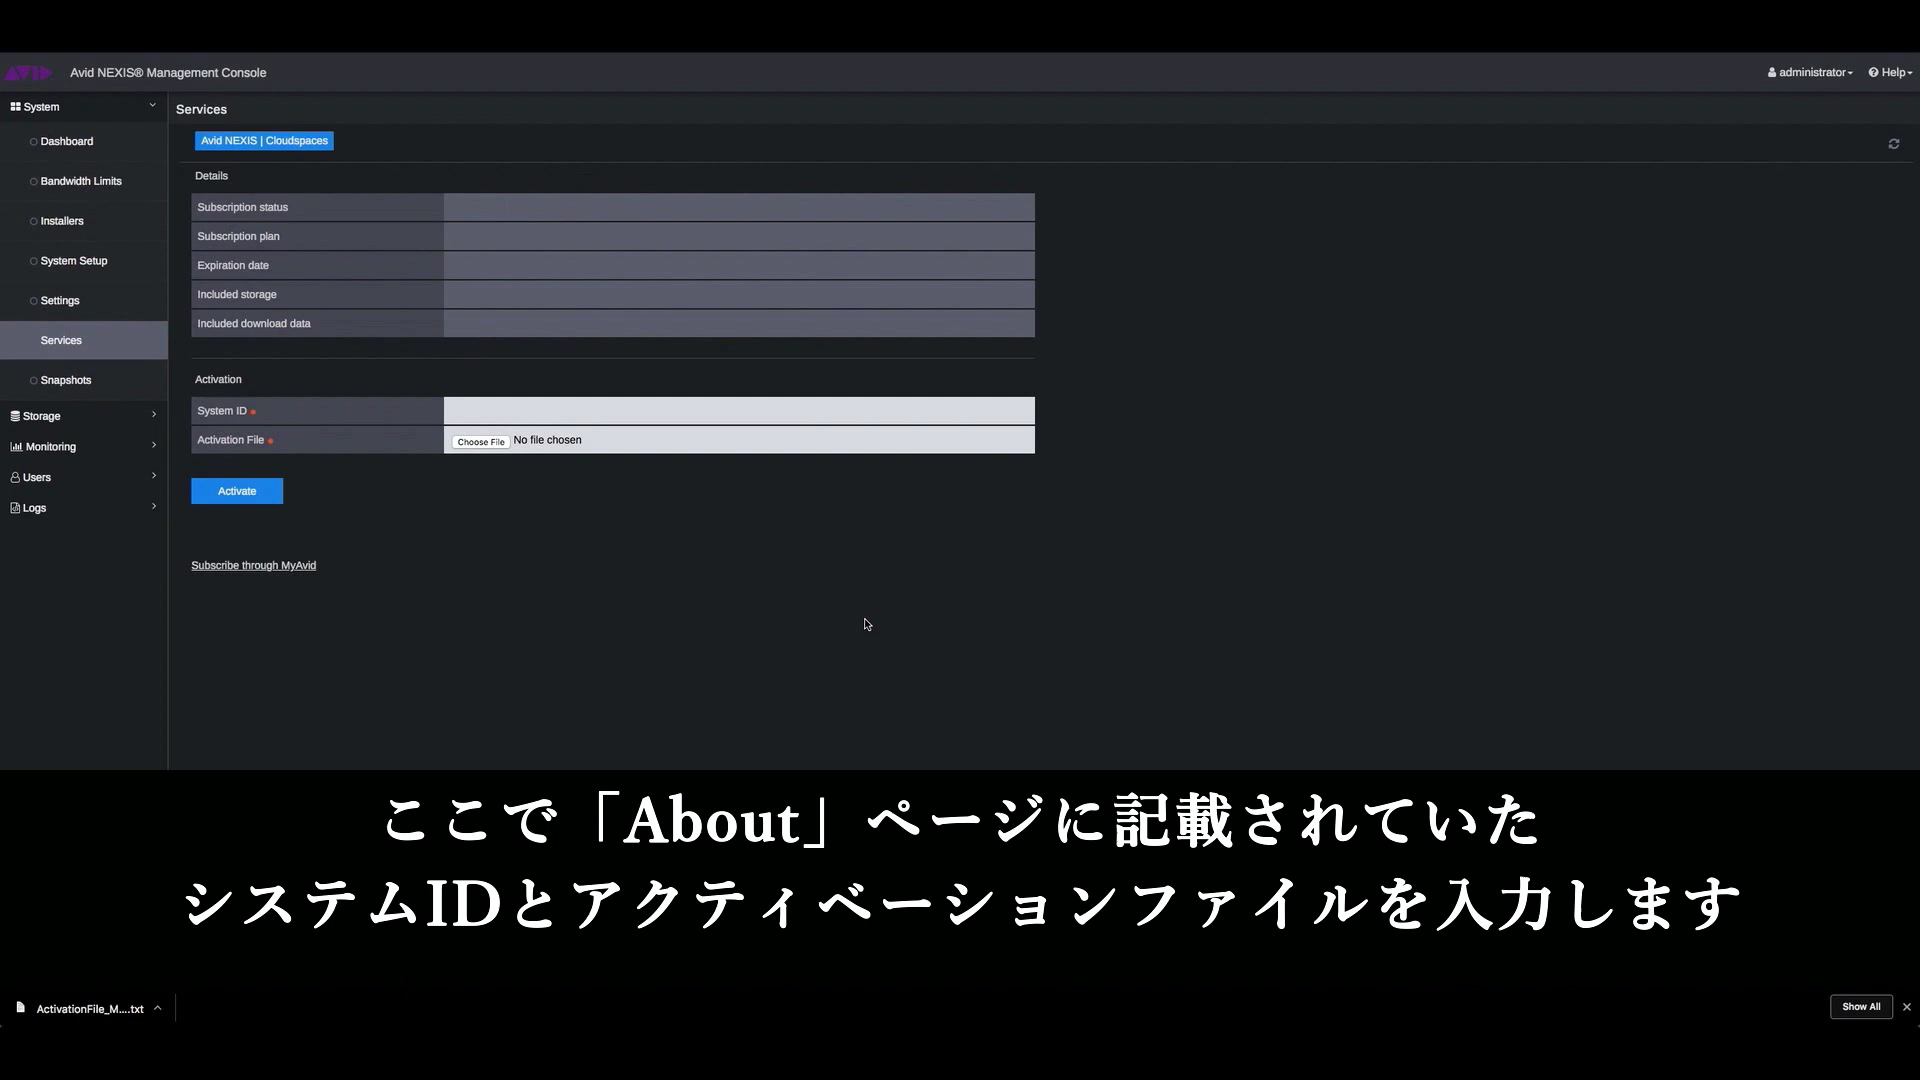 AVID
Avid NEXIS® Management Console
administrator
Help
System
Dashboard
Bandwidth Limits
Installers
System Setup
Settings
Services
Snapshots
Storage
Monitoring
Users
Logs
Services
Avid NEXIS | Cloudspaces
Details
Subscription status
Subscription plan
Expiration date
Included storage
Included download data
Activation
System ID
Activation File
Choose File No file chosen
Activate
Subscribe through MyAvid
ここで「About」ページに記載されていた
システムIDとアクティベーションファイルを入力します
ActivationFile_M....txt
Show All